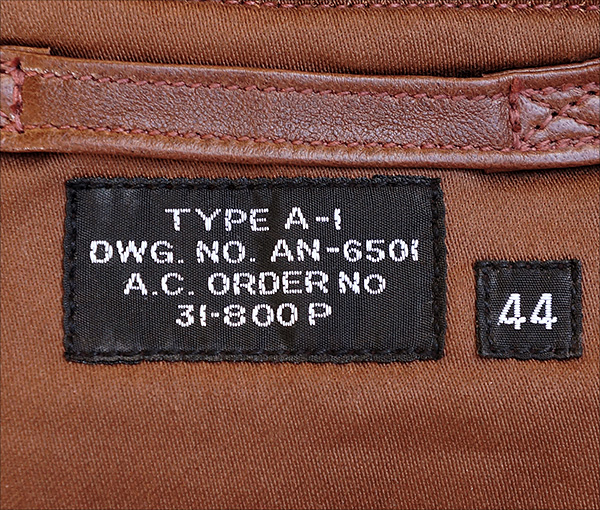 TYPE A-1
DWG. NO. AN-6501
A.C. ORDER NO
31-800 P
44